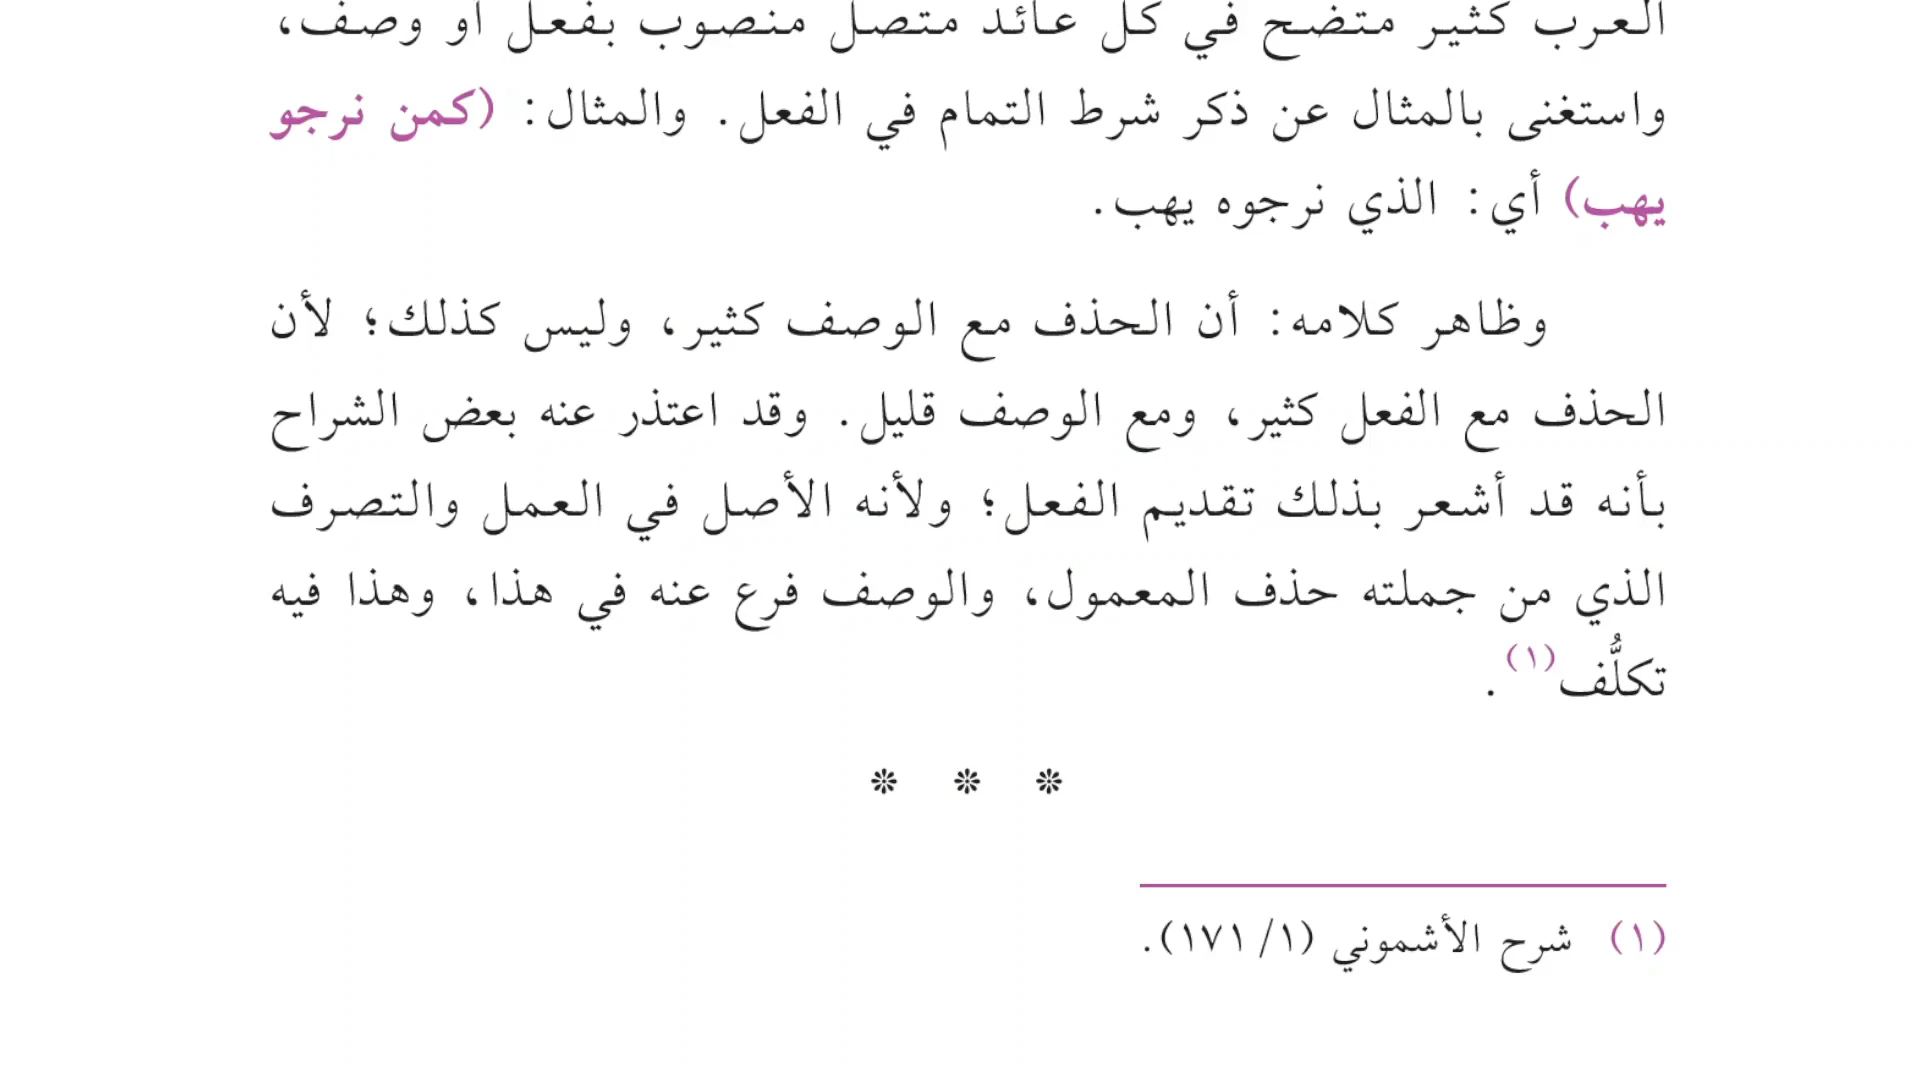 العرب كثير متضح في كل عائد متصل منصوب بفعل أو وصف،
واستغنى بالمثال عن ذكر شرط التمام في الفعل. والمثال: (كمن نرجو
يهب) أي: الذي نرجوه يهب.
وظاهر كلامه: أن الحذف مع الوصف كثير، وليس كذلك؛ لأن
الحذف مع الفعل كثير، ومع الوصف قليل. وقد اعتذر عنه بعض الشراح
بأنه قد أشعر بذلك تقديم الفعل؛ ولأنه الأصل في العمل والتصرف
الذي من جملته حذف المعمول، والوصف فرع عنه في هذا، وهذا فيه
تكلُّف(١).
* * *
(١) شرح الأشموني (١/ ١٧١).